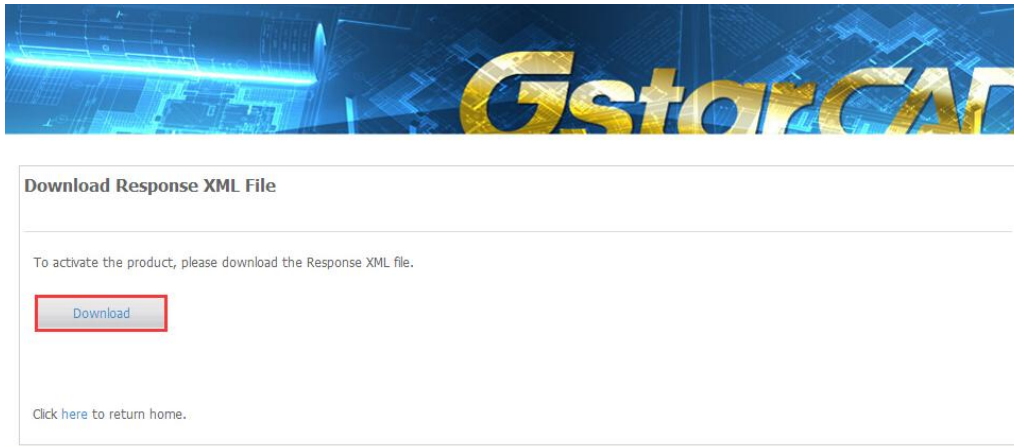 GstarCAD
Download Response XML File
To activate the product, please download the Response XML file.
Download
Click here to return home.